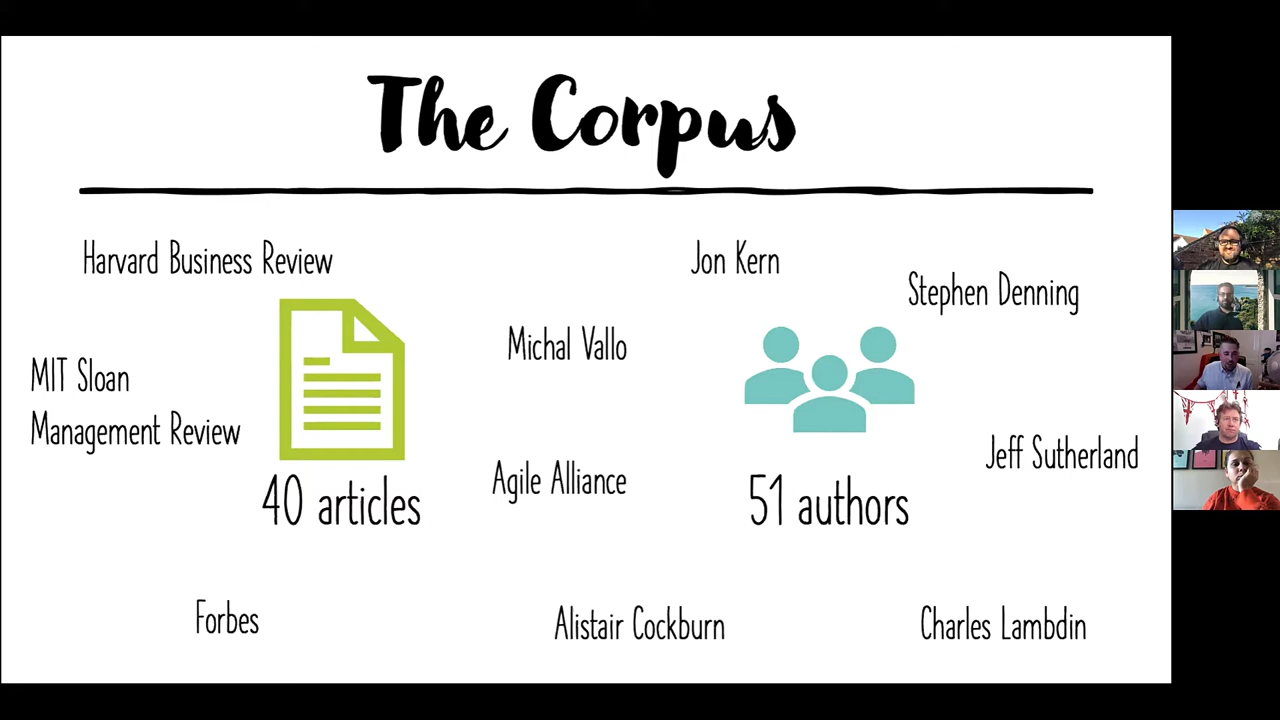 The Corpus
Harvard Business Review
Jon Kern
Stephen Denning
Michal Vallo
MIT Sloan
Management Review
Jeff Sutherland
Agile Alliance
40 articles
51 authors
Forbes
Alistair Cockburn
Charles Lambdin